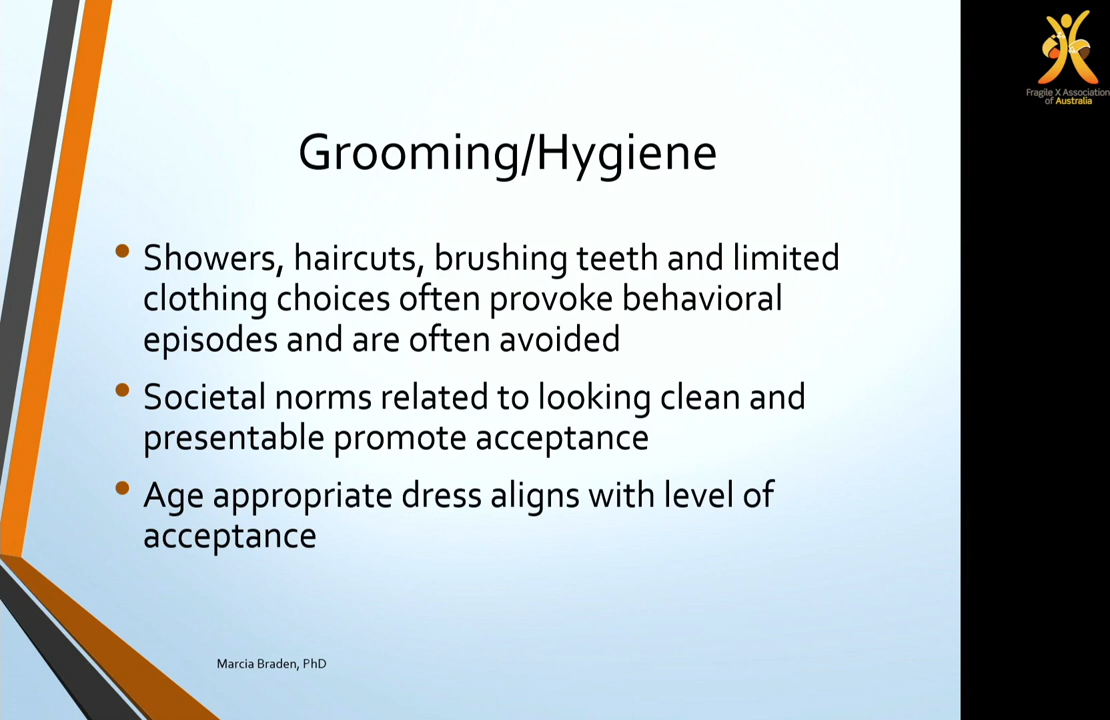 Fragile X Association
of Australia
Grooming/Hygiene
• Showers, haircuts, brushing teeth and limited
clothing choices often provoke behavioral
episodes and are often avoided
• Societal norms related to looking clean and
presentable promote acceptance
• Age appropriate dress aligns with level of
acceptance
Marcia Braden, PhD